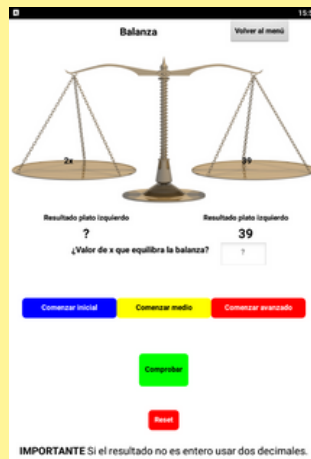 15:5
Balanza
Volver al menú
2x
39
Resultado plato izquierdo
Resultado plato izquierdo
?
39
¿Valor de x que equilibra la balanza?
?
Comenzar inicial
Comenzar medio
Comenzar avanzado
Comprobar
Reset
IMPORTANTE Si el resultado no es entero usar dos decimales.